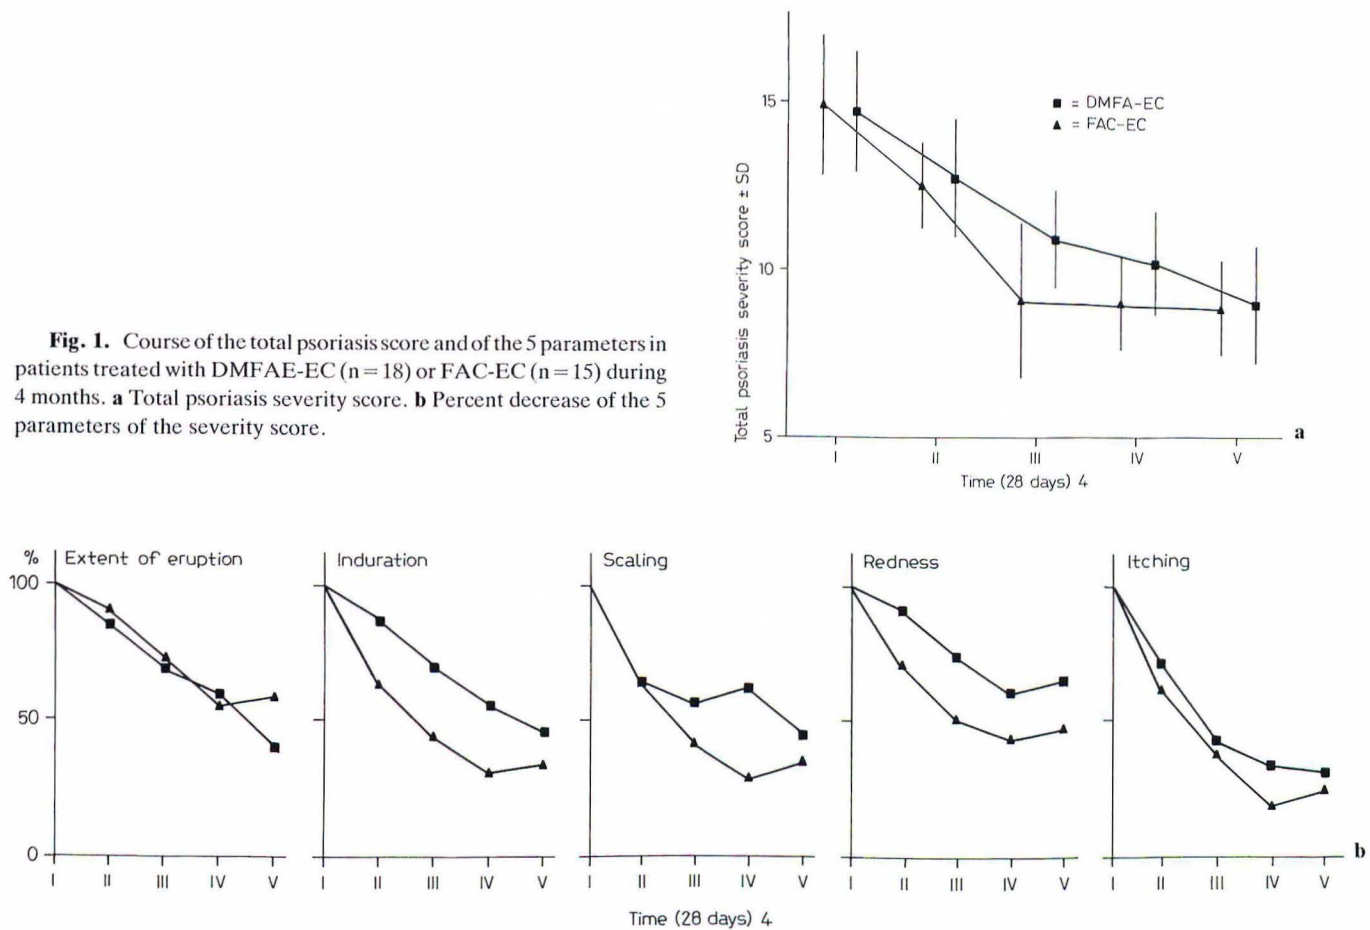 15
■ = DMFA-EC
▲ = FAC-EC
Total psoriasis severity score ± SD
10
5
a
I II III IV V
Time (28 days) 4
Fig. 1. Course of the total psoriasis score and of the 5 parameters in
patients treated with DMFAE-EC (n = 18) or FAC-EC (n = 15) during
4 months. a Total psoriasis severity score. b Percent decrease of the 5
parameters of the severity score.
% Extent of eruption Induration Scaling Redness Itching
100
50
0
b
I II III IV V I II III IV V I II III IV V I II III IV V I II III IV V
Time (28 days) 4